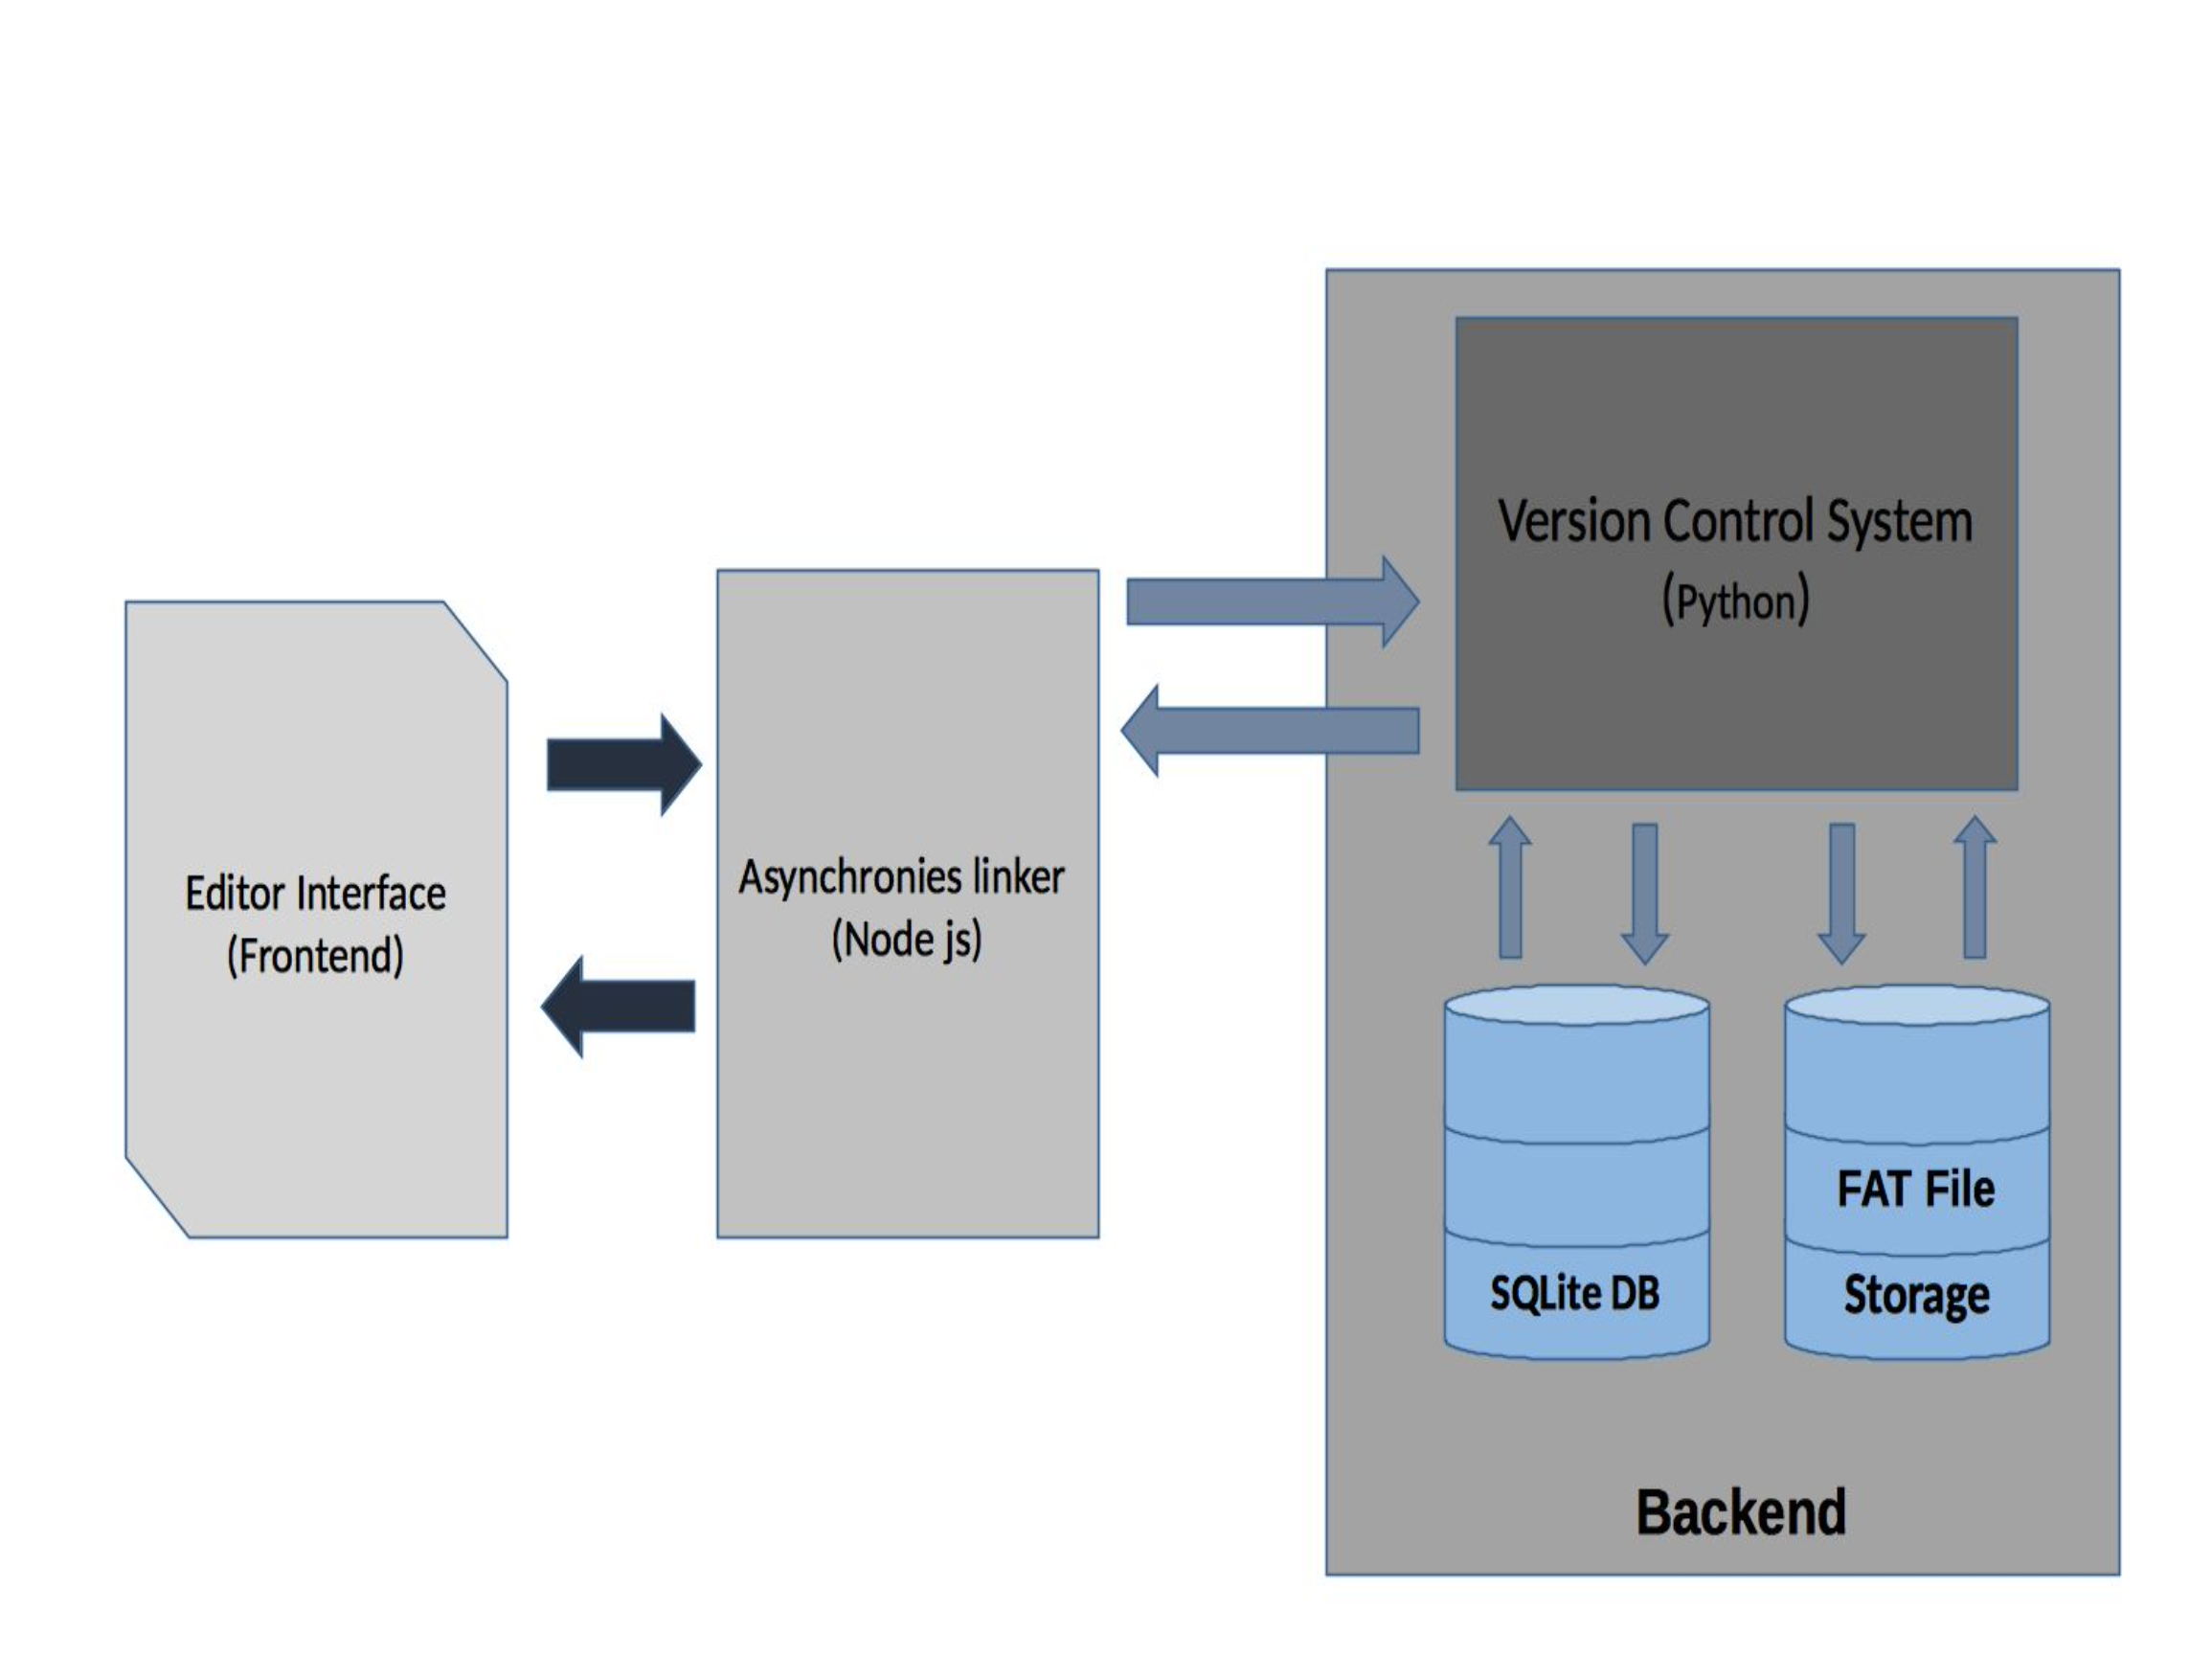 Editor Interface
(Frontend)
Asynchronies linker
(Node js)
Version Control System
(Python)
SQLite DB
FAT File
Storage
Backend